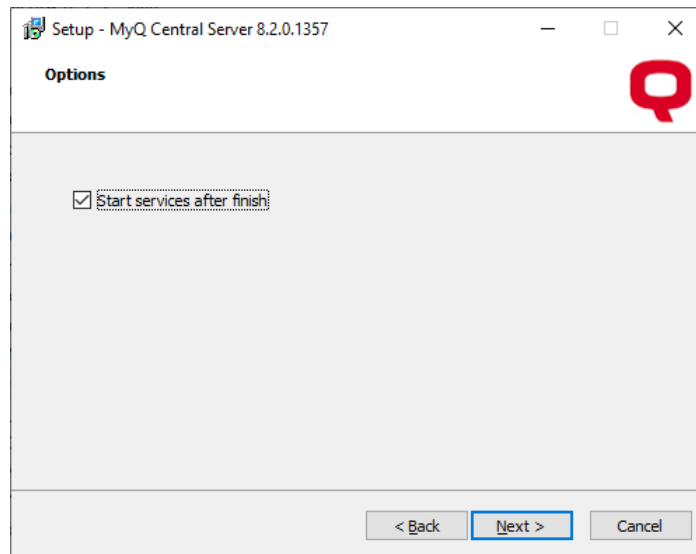 Setup - MyQ Central Server 8.2.0.1357
Options
Start services after finish
< Back
Next >
Cancel